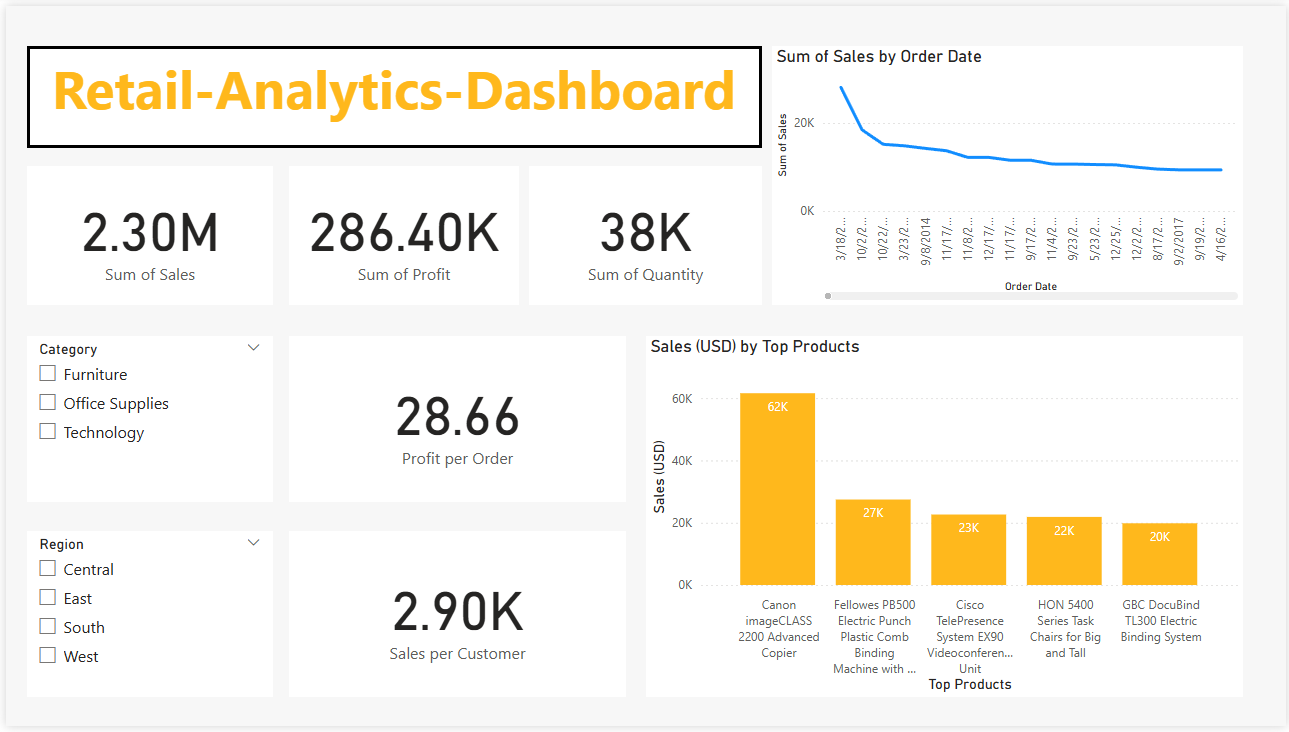 Retail-Analytics-Dashboard
Sum of Sales by Order Date
Sum of Sales
20K
0K
3/18/2...
10/2/2...
10/22/...
3/23/2...
9/8/2014
11/17/...
11/8/2...
12/17/...
11/17/...
9/17/2...
11/4/2...
9/23/2...
5/23/2...
12/25/...
12/2/2...
8/17/2...
9/2/2017
9/19/2...
4/16/2...
Order Date
2.30M
Sum of Sales
286.40K
Sum of Profit
38K
Sum of Quantity
Category
Furniture
Office Supplies
Technology
28.66
Profit per Order
Region
Central
East
South
West
2.90K
Sales per Customer
Sales (USD) by Top Products
Sales (USD)
60K
40K
20K
0K
62K
27K
23K
22K
20K
Canon
imageCLASS
2200 Advanced
Copier
Fellowes PB500
Electric Punch
Plastic Comb
Binding
Machine with ...
Cisco
TelePresence
System EX90
Videoconferen...
Unit
HON 5400
Series Task
Chairs for Big
and Tall
GBC DocuBind
TL300 Electric
Binding System
Top Products